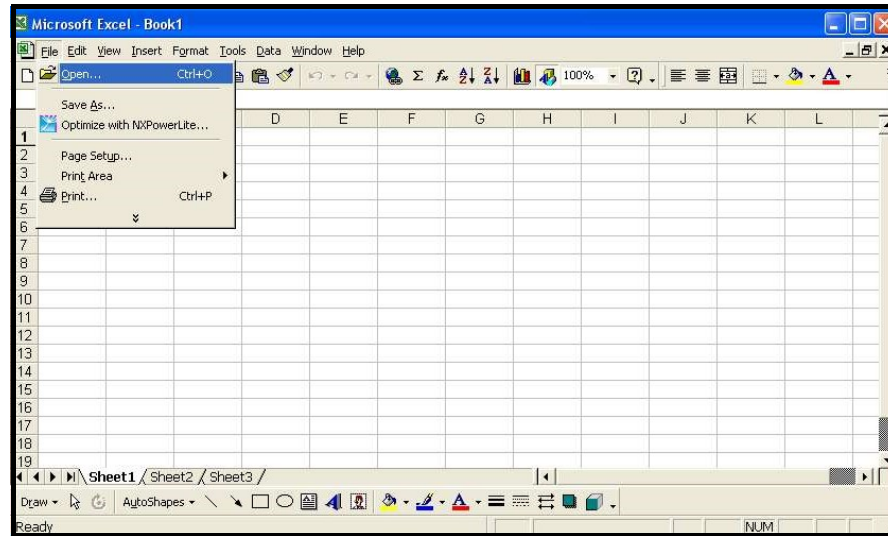 Microsoft Excel - Book1
File Edit View Insert Format Tools Data Window Help
Open... Ctrl+O
100%
Save As...
Optimize with NXPowerLite...
D E F G H I J K L
Page Setup...
Print Area
Print... Ctrl+P
1
2
3
4
5
6
7
8
9
10
11
12
13
14
15
16
17
18
19
Sheet1 / Sheet2 / Sheet3 /
Draw AutoShapes
Ready NUM